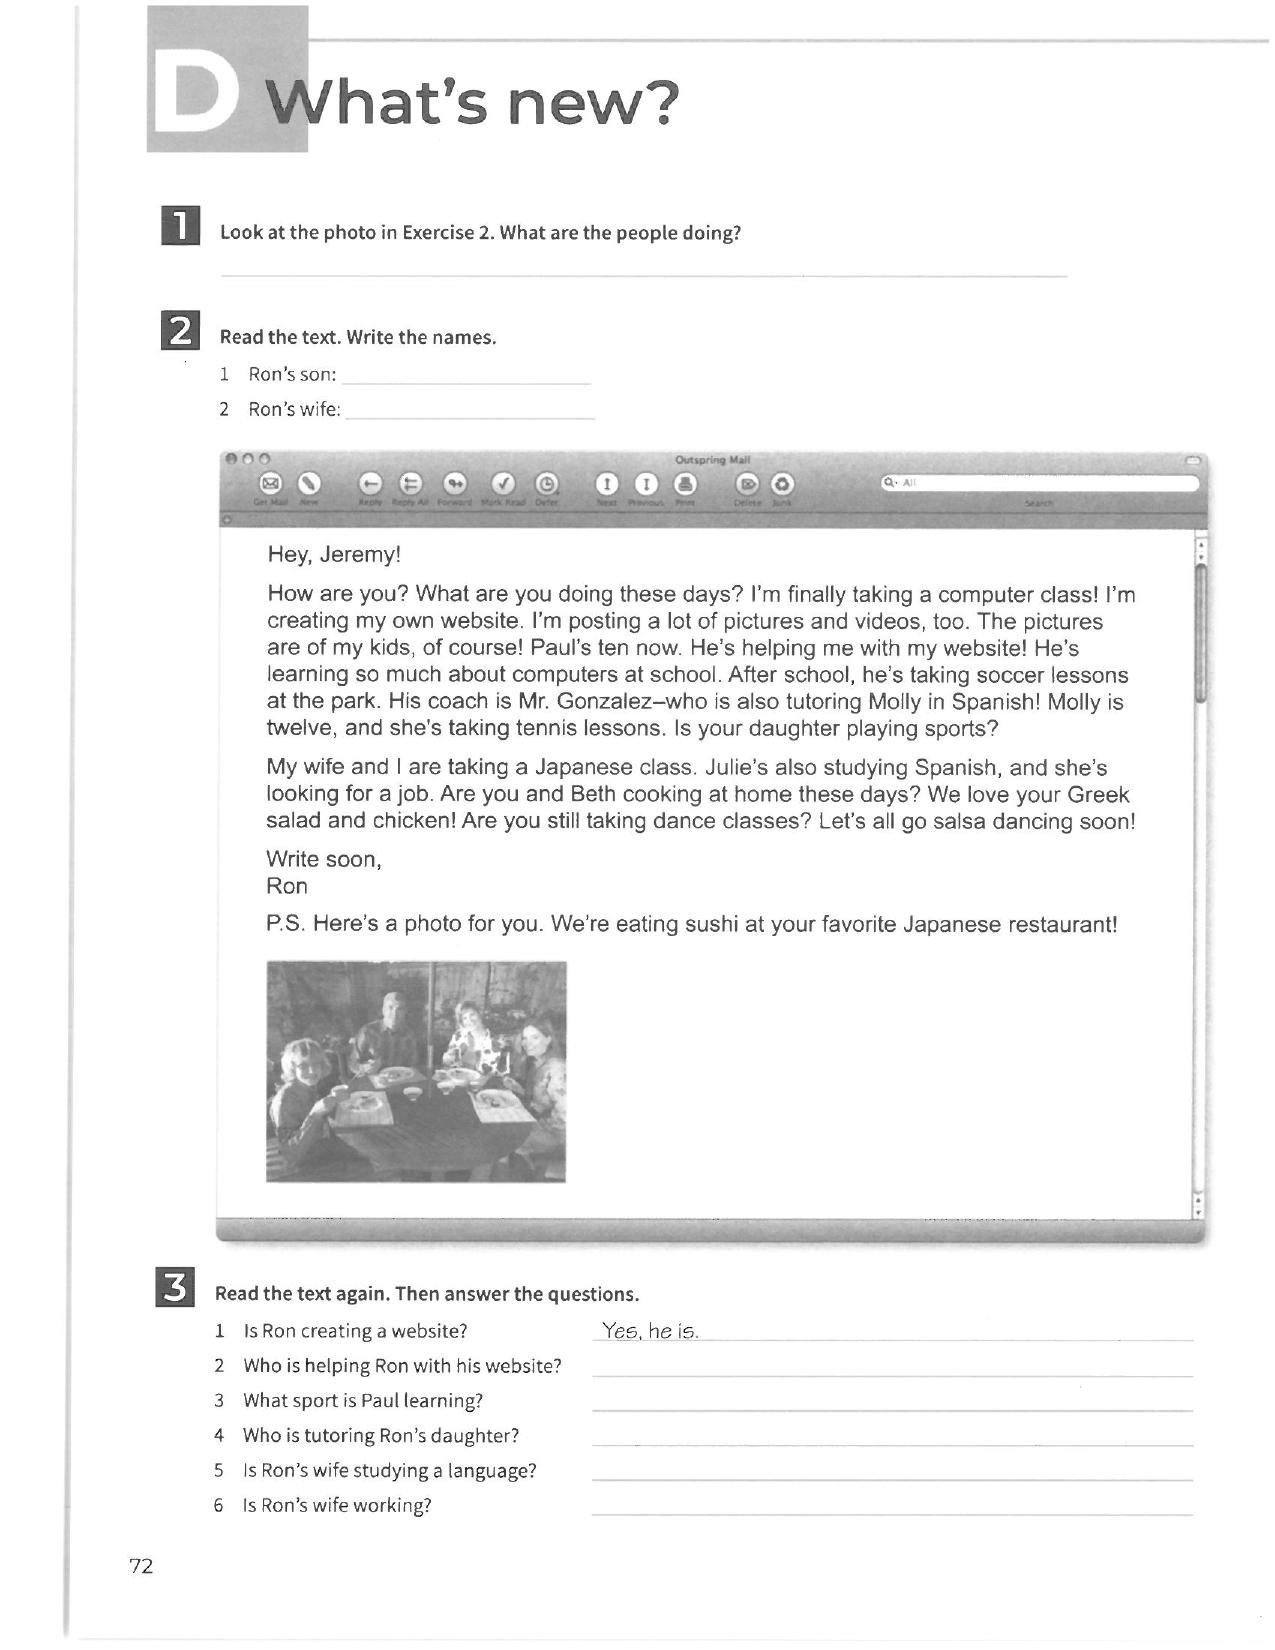 D What's new?
1 Look at the photo in Exercise 2. What are the people doing?
2 Read the text. Write the names.
1 Ron's son:
2 Ron's wife:
Outspring Mail
Get Mail New Reply Reply All Forward Mark Read Defer Next Previous Print Delete Junk Search
All
Hey, Jeremy!
How are you? What are you doing these days? I'm finally taking a computer class! I'm
creating my own website. I'm posting a lot of pictures and videos, too. The pictures
are of my kids, of course! Paul's ten now. He's helping me with my website! He's
learning so much about computers at school. After school, he's taking soccer lessons
at the park. His coach is Mr. Gonzalez–who is also tutoring Molly in Spanish! Molly is
twelve, and she's taking tennis lessons. Is your daughter playing sports?
My wife and I are taking a Japanese class. Julie's also studying Spanish, and she's
looking for a job. Are you and Beth cooking at home these days? We love your Greek
salad and chicken! Are you still taking dance classes? Let's all go salsa dancing soon!
Write soon,
Ron
P.S. Here's a photo for you. We're eating sushi at your favorite Japanese restaurant!
3 Read the text again. Then answer the questions.
1 Is Ron creating a website? Yes, he is.
2 Who is helping Ron with his website?
3 What sport is Paul learning?
4 Who is tutoring Ron's daughter?
5 Is Ron's wife studying a language?
6 Is Ron's wife working?
72